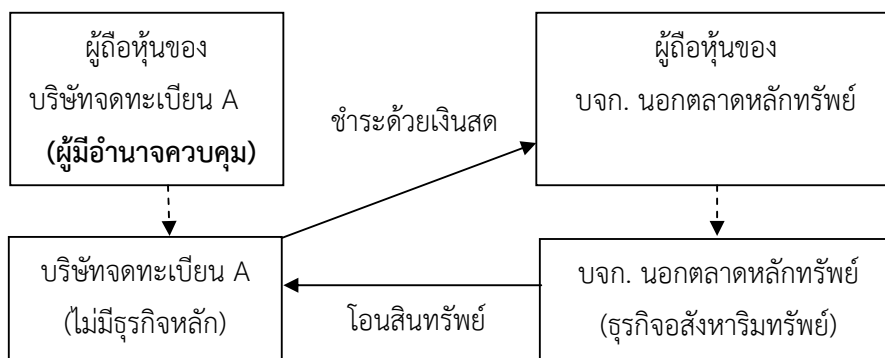 ผู้ถือหุ้นของ
บริษัทจดทะเบียน A
(ผู้มีอำนาจควบคุม)
ผู้ถือหุ้นของ
บจก. นอกตลาดหลักทรัพย์
ชำระด้วยเงินสด
บริษัทจดทะเบียน A
(ไม่มีธุรกิจหลัก)
โอนสินทรัพย์
บจก. นอกตลาดหลักทรัพย์
(ธุรกิจอสังหาริมทรัพย์)